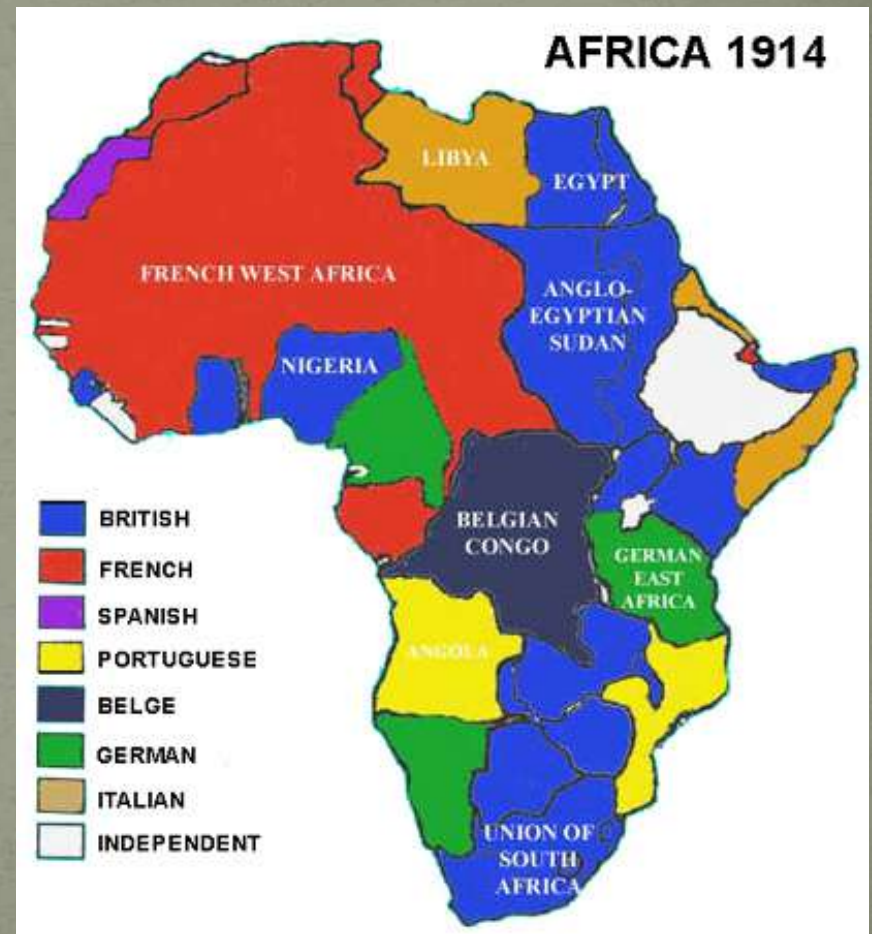 AFRICA 1914
LIBYA
EGYPT
FRENCH WEST AFRICA
ANGLO-
EGYPTIAN
SUDAN
NIGERIA
BELGIAN
CONGO
GERMAN
EAST
AFRICA
ANGOLA
UNION OF
SOUTH
AFRICA
BRITISH
FRENCH
SPANISH
PORTUGUESE
BELGE
GERMAN
ITALIAN
INDEPENDENT